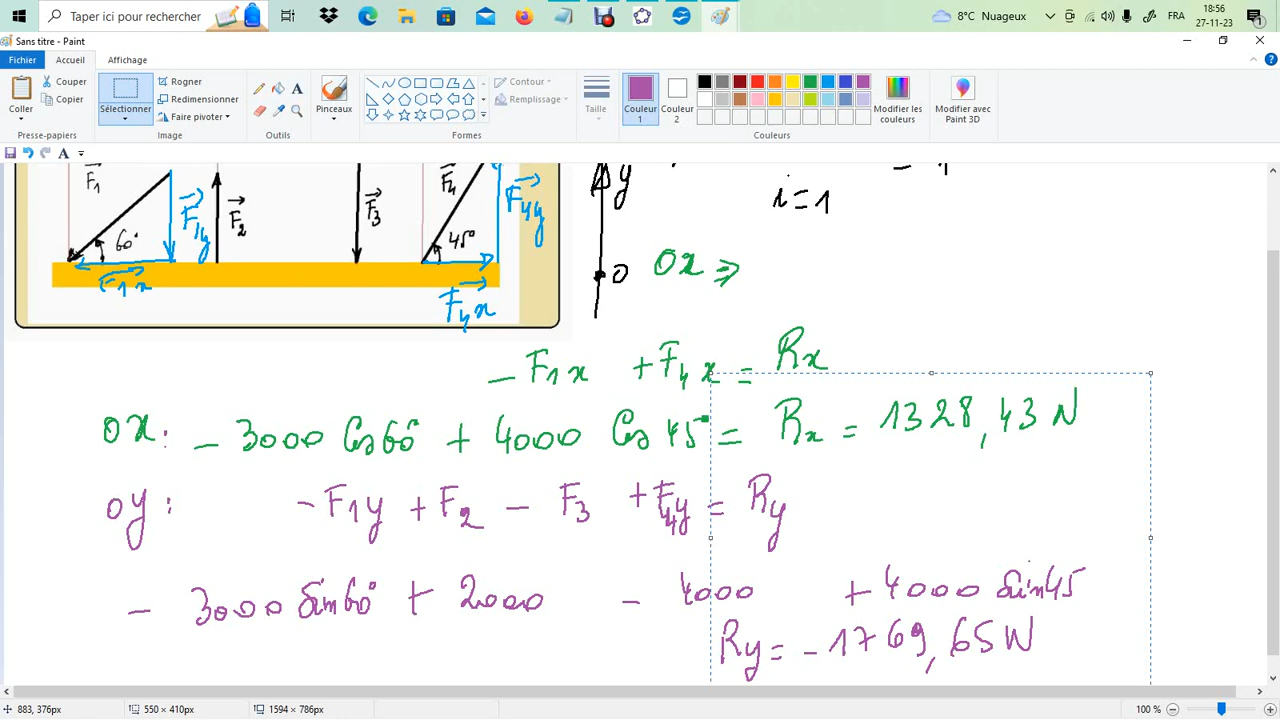 Taper pour rechercher
8°C Nuageux
FRA
18:56
27-11-23
1
Sans titre - Paint
Fichier Accueil Affichage
Coller
Couper
Copier
Presse-papiers
Sélectionner
Rogner
Redimensionner
Faire pivoter
Image
A
Outils
Pinceaux
Contour
Remplissage
Formes
Taille
Couleur 1
Couleur 2
Modifier les couleurs
Couleurs
Modifier avec Paint 3D
A
F1 60° F1y F2 F3 F4 45° F4y
F1x F4x
y
i=1
O Ox ⇒
- F1x + F4x = Rx
Ox: - 3000 Cos60° + 4000 Cos 45° = Rx = 1328,43 N
oy: - F1y + F2 - F3 + F4y = Ry
- 3000 Sin60° + 2000 - 4000 + 4000 Sin45
Ry = - 1769,65 N
883, 376px 550 × 410px 1594 × 786px 100 %